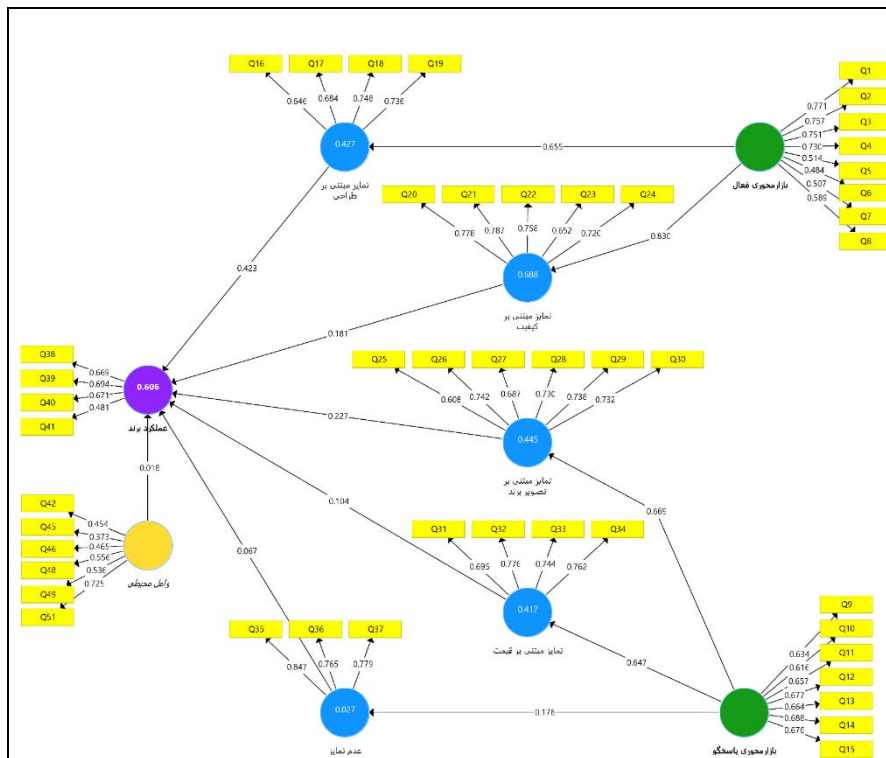 Q16
Q17
Q18
Q19
0.646
0.684
0.748
0.736
0.427
تمایز مبتنی بر
طراحی
Q1
Q2
Q3
Q4
Q5
Q6
Q7
Q8
0.771
0.757
0.751
0.730
0.514
0.484
0.507
0.589
بازارمحوری فعال
0.655
0.830
Q20
Q21
Q22
Q23
Q24
0.778
0.787
0.758
0.652
0.720
0.688
تمایز مبتنی بر
کیفیت
0.423
0.181
Q38
Q39
Q40
Q41
0.669
0.694
0.671
0.481
0.606
عملکرد برند
Q25
Q26
Q27
Q28
Q29
Q30
0.608
0.742
0.687
0.730
0.738
0.732
0.445
تمایز مبتنی بر
تصویر برند
0.227
0.018
0.104
0.067
0.669
Q42
Q45
Q46
Q48
Q49
Q51
0.454
0.373
0.465
0.556
0.536
0.725
وامل محیطی
Q31
Q32
Q33
Q34
0.695
0.776
0.744
0.762
0.417
تمایز مبتنی بر قیمت
0.647
Q35
Q36
Q37
0.847
0.765
0.779
0.027
عدم تمایز
0.176
Q9
Q10
Q11
Q12
Q13
Q14
Q15
0.634
0.616
0.657
0.677
0.664
0.688
0.676
بازارمحوری پاسخگو